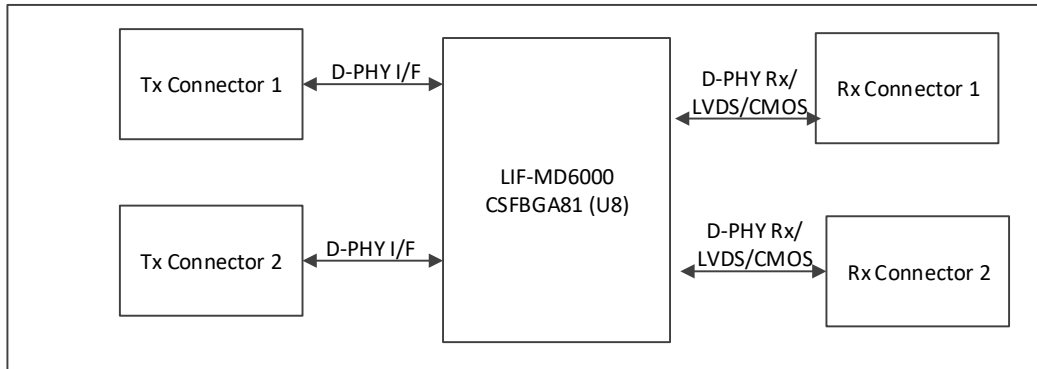 Tx Connector 1
D-PHY I/F
D-PHY Rx/
LVDS/CMOS
Rx Connector 1
LIF-MD6000
CSFBGA81 (U8)
Tx Connector 2
D-PHY I/F
D-PHY Rx/
LVDS/CMOS
Rx Connector 2